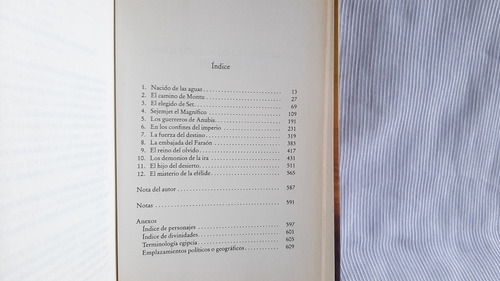 Índice
1. Nacido de las aguas 13
2. El camino de Montu 27
3. El elegido de Set 69
4. Sejemjet el Magnífico 109
5. Los guerreros de Anubis 191
6. En los confines del imperio 231
7. La fuerza del destino 319
8. La embajada del Faraón 383
9. El reino del olvido 417
10. Los demonios de la ira 431
11. El hijo del desierto 511
12. El misterio de la efélide 565
Nota del autor 587
Notas 591
Anexos
Índice de personajes 597
Índice de divinidades 601
Terminología egipcia 605
Emplazamientos políticos o geográficos 609